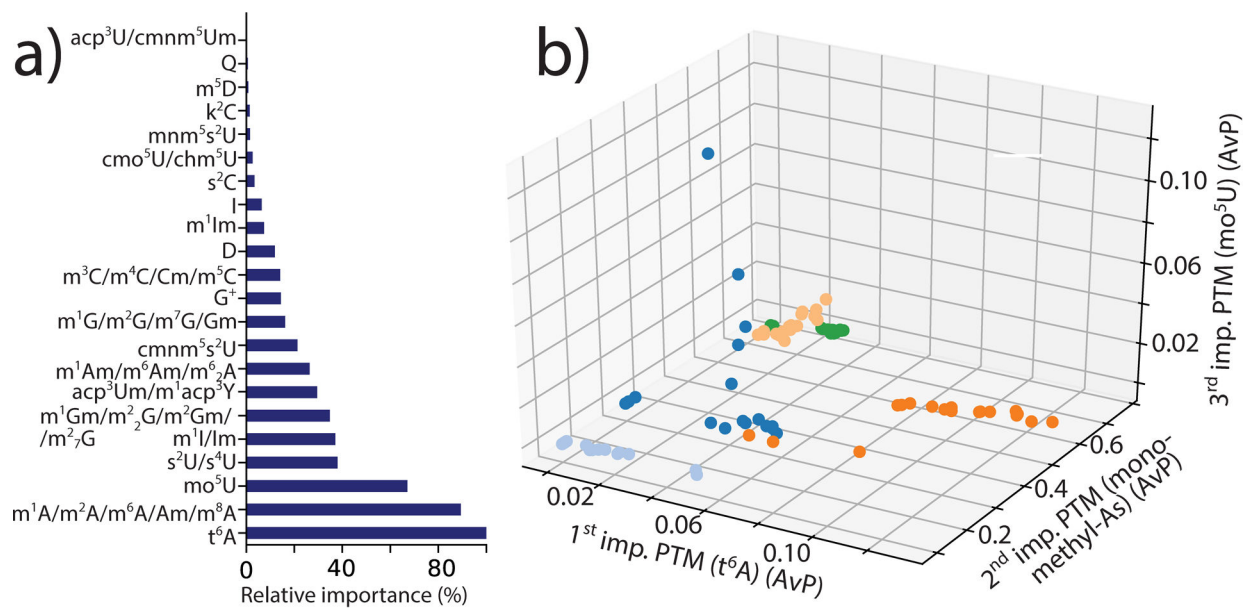 a)
acp³U/cmnm⁵Um
Q
m⁵D
k²C
mnm⁵s²U
cmo⁵U/chm⁵U
s²C
I
m¹Im
D
m³C/m⁴C/Cm/m⁵C
G⁺
m¹G/m²G/m⁷G/Gm
cmnm⁵s²U
m¹Am/m⁶Am/m⁶₂A
acp³Um/m¹acp³Y
m¹Gm/m²₂G/m²Gm/
/m²₇G
m¹I/Im
s²U/s⁴U
mo⁵U
m¹A/m²A/m⁶A/Am/m⁸A
t⁶A
0 40 80
Relative importance (%)
b)
0.02 0.06 0.10
1ˢᵗ imp. PTM (t⁶A) (AvP)
0.2 0.4 0.6
2ⁿᵈ imp. PTM (mono-
methyl-As) (AvP)
0.02 0.06 0.10
3ʳᵈ imp. PTM (mo⁵U) (AvP)